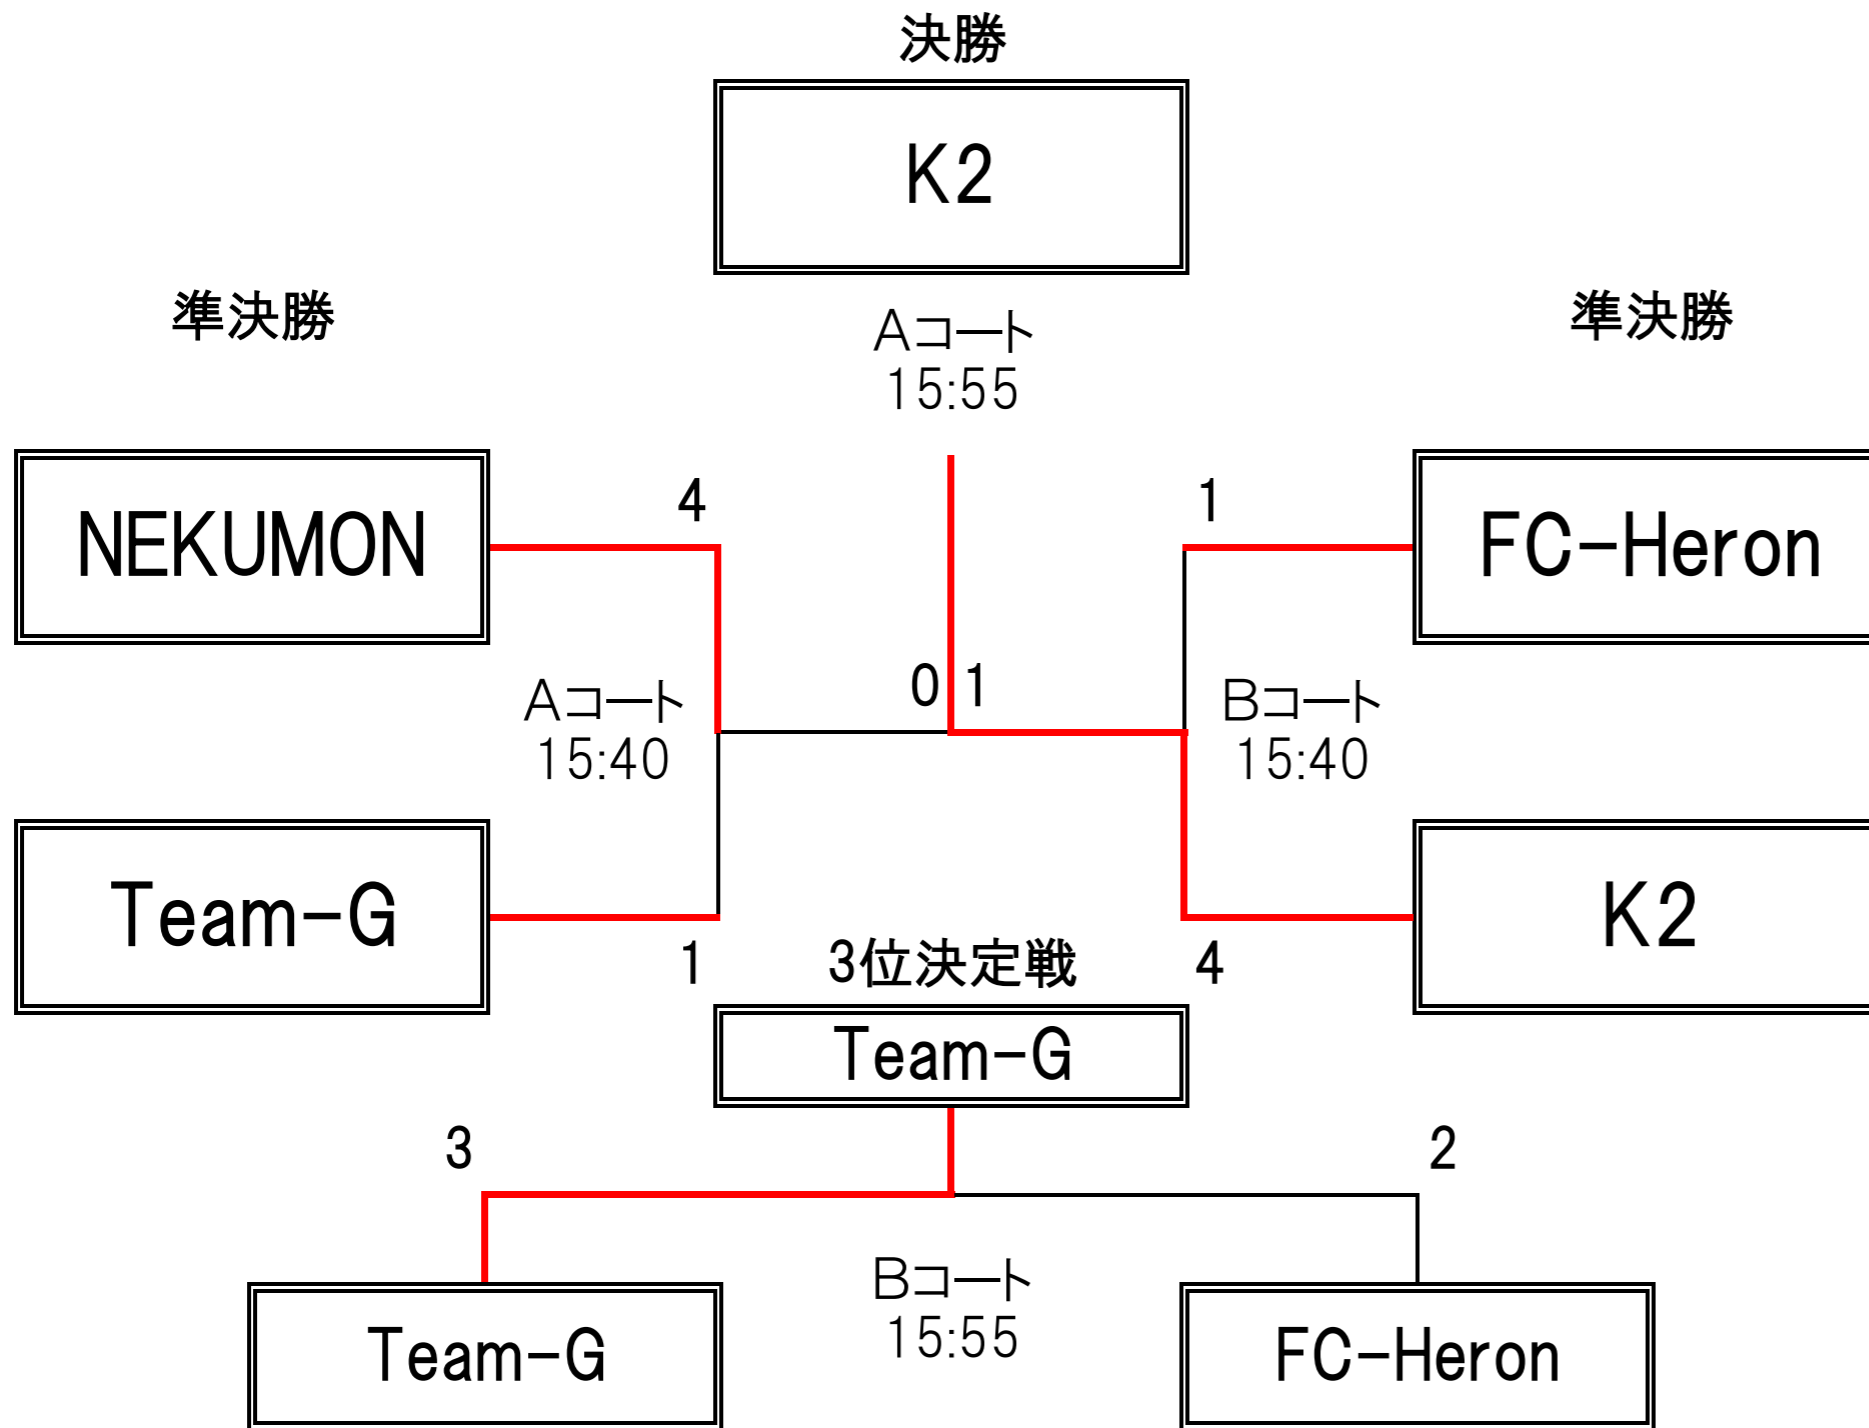 決勝
K2
準決勝
Aコート
15:55
準決勝
NEKUMON
4
1
FC-Heron
Aコート
15:40
0
1
Bコート
15:40
Team-G
1
4
K2
3位決定戦
Team-G
3
2
Bコート
15:55
Team-G
FC-Heron